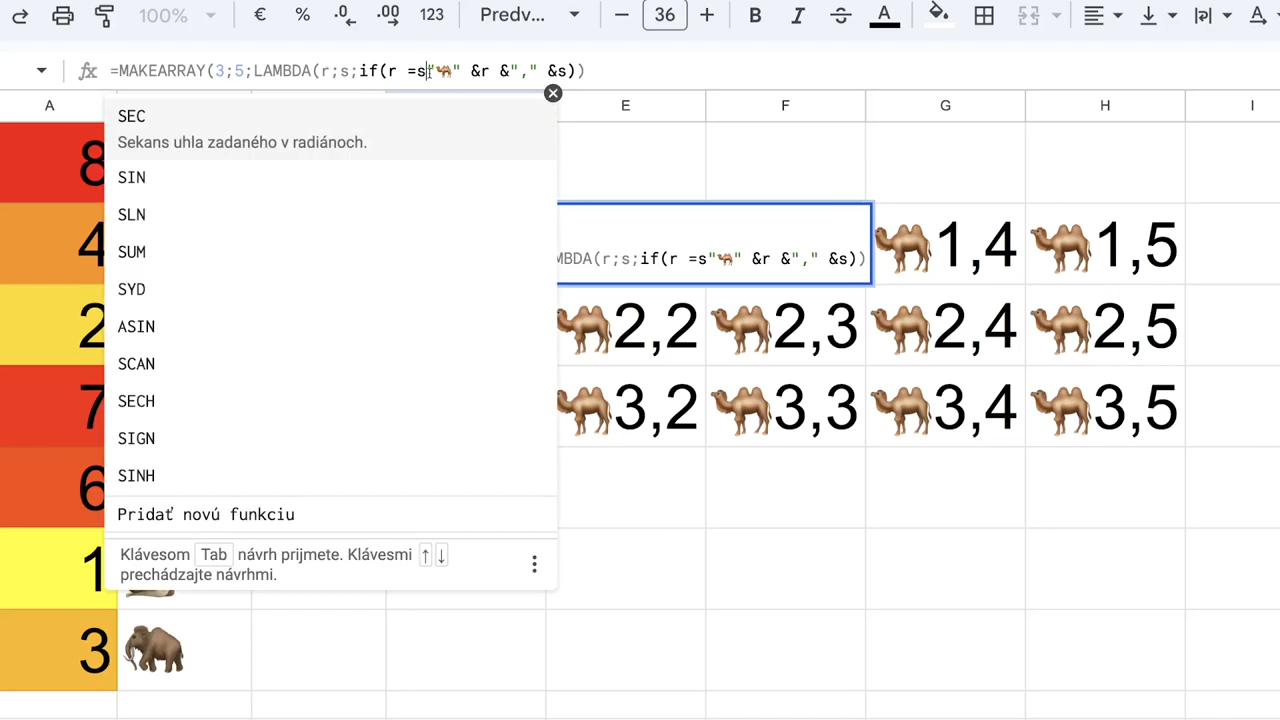 100% € % .0 .00 123 Predv... − 36 + B I A A
fx =MAKEARRAY(3;5;LAMBDA(r;s;if(r =s"🐫" &r &"," &s))
A E F G H I
SEC
Sekans uhla zadaného v radiánoch.
8
SIN
SLN
SUM
4
MBDA(r;s;if(r =s"🐫" &r &"," &s))
🐫1,4 🐫1,5
SYD
ASIN
2
🐫2,2 🐫2,3 🐫2,4 🐫2,5
SCAN
SECH
7
🐫3,2 🐫3,3 🐫3,4 🐫3,5
SIGN
SINH
6
Pridať novú funkciu
Klávesom Tab návrh prijmete. Klávesmi ↑ ↓
prechádzajte návrhmi.
1
3